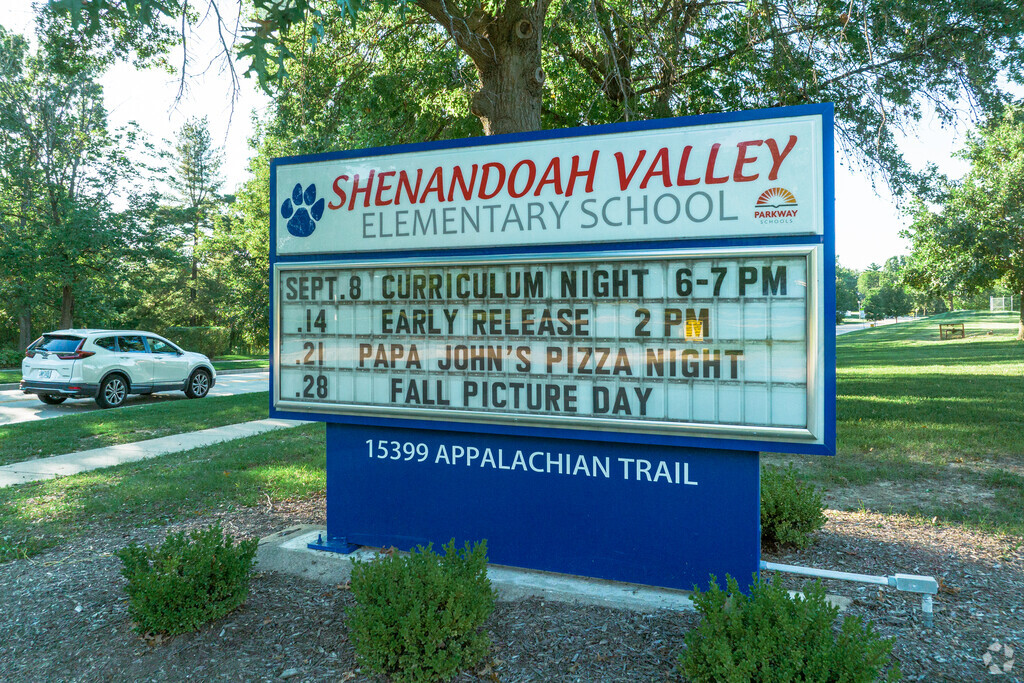 SHENANDOAH VALLEY
ELEMENTARY SCHOOL
PARKWAY
SCHOOLS
SEPT.8 CURRICULUM NIGHT 6-7 PM
.14 EARLY RELEASE 2 PM
.21 PAPA JOHN'S PIZZA NIGHT
.28 FALL PICTURE DAY
15399 APPALACHIAN TRAIL